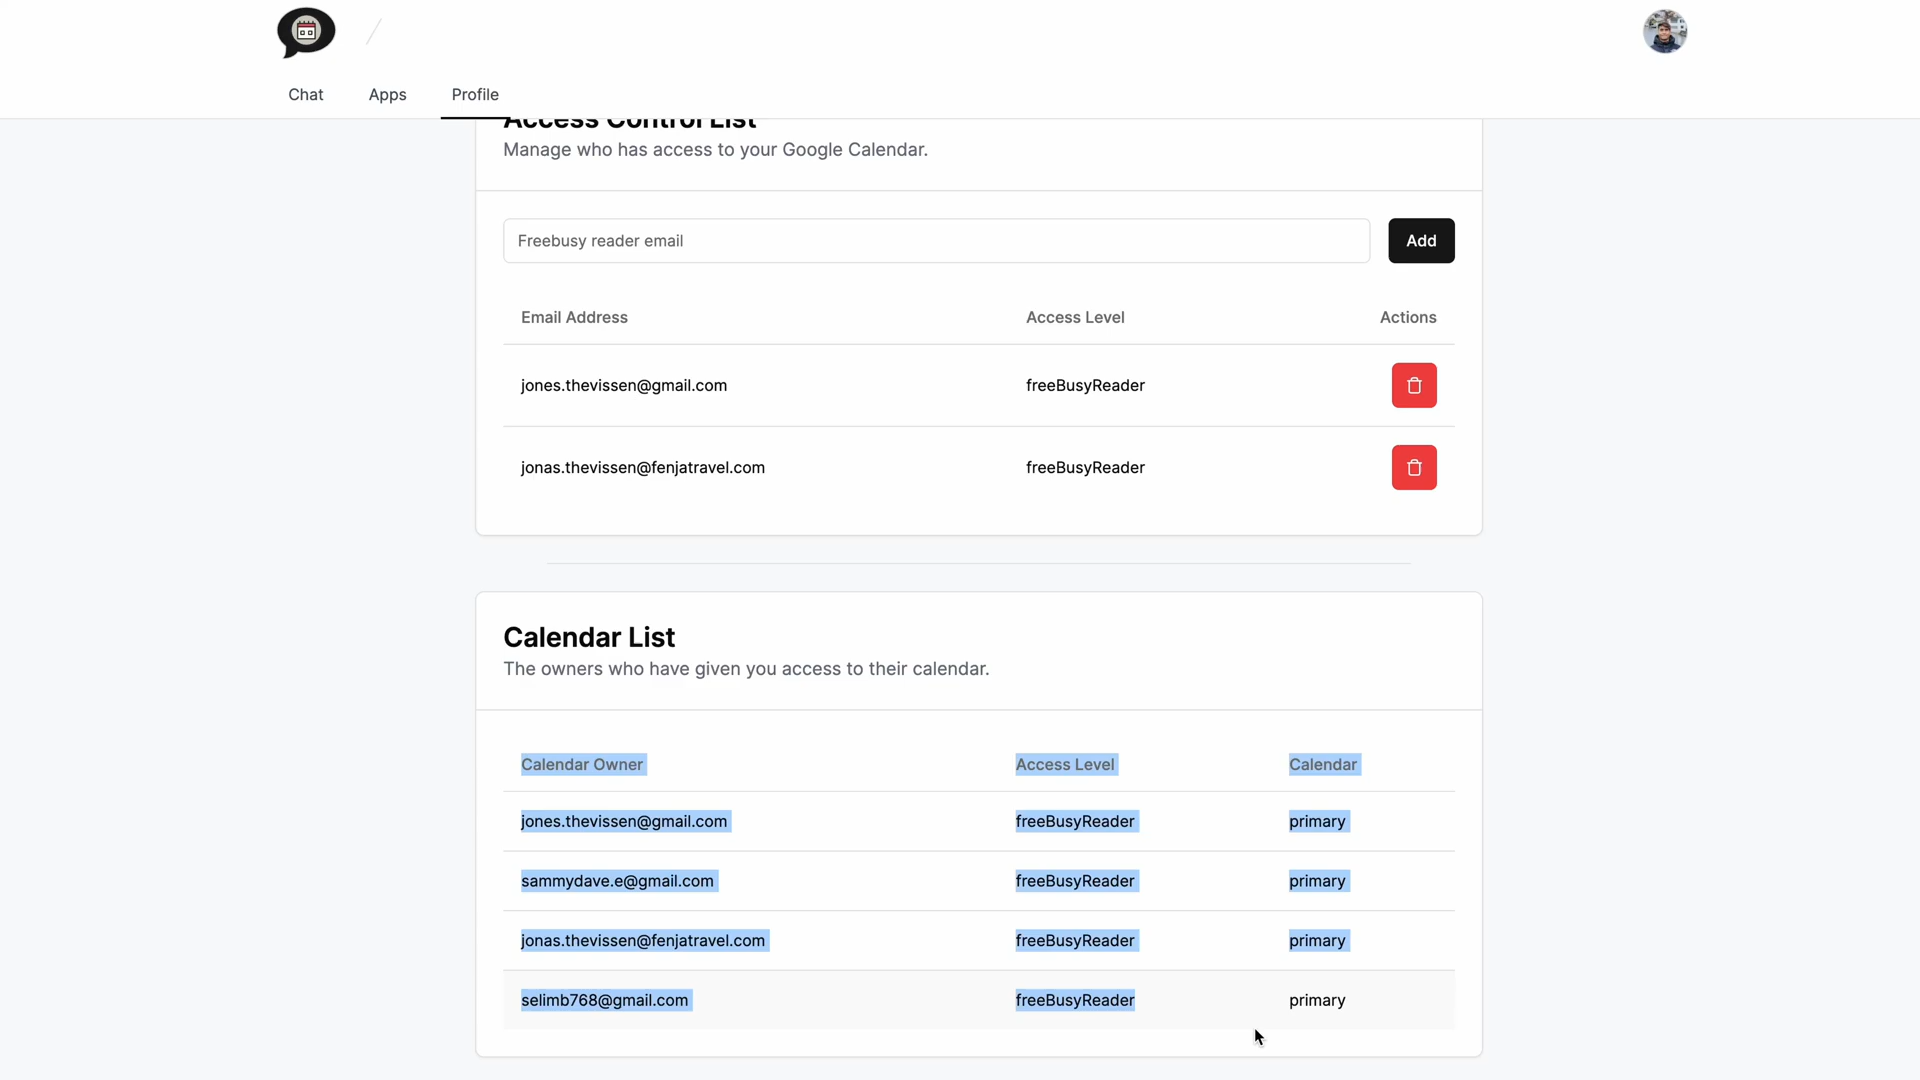 Chat Apps Profile
Access Control List
Manage who has access to your Google Calendar.
Freebusy reader email Add
Email Address Access Level Actions
jones.thevissen@gmail.com freeBusyReader
jonas.thevissen@fenjatravel.com freeBusyReader
Calendar List
The owners who have given you access to their calendar.
Calendar Owner Access Level Calendar
jones.thevissen@gmail.com freeBusyReader primary
sammydave.e@gmail.com freeBusyReader primary
jonas.thevissen@fenjatravel.com freeBusyReader primary
selimb768@gmail.com freeBusyReader primary